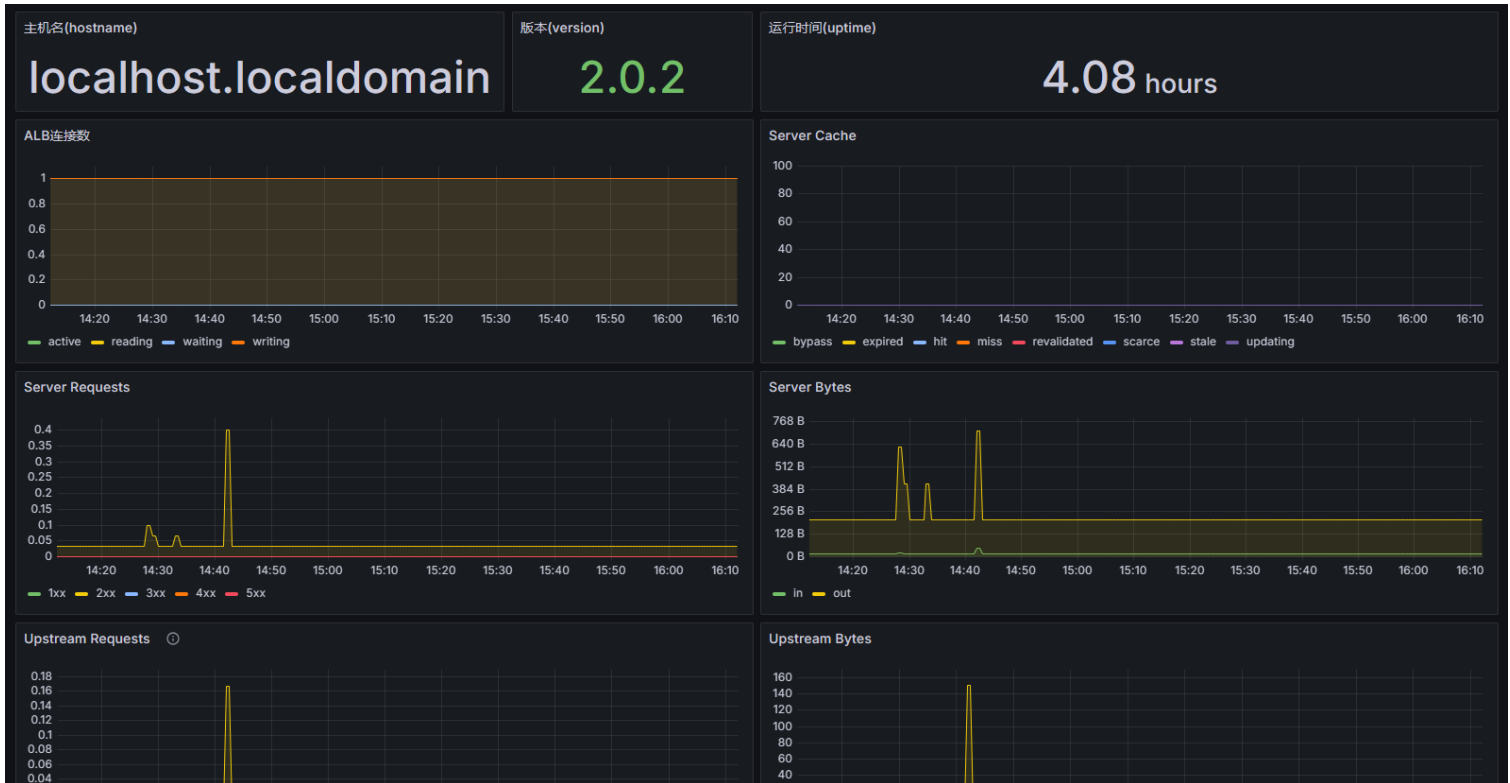 主机名(hostname)
localhost.localdomain
版本(version)
2.0.2
运行时间(uptime)
4.08 hours
ALB连接数
1
0.8
0.6
0.4
0.2
0
14:20 14:30 14:40 14:50 15:00 15:10 15:20 15:30 15:40 15:50 16:00 16:10
active reading waiting writing
Server Cache
100
80
60
40
20
0
14:20 14:30 14:40 14:50 15:00 15:10 15:20 15:30 15:40 15:50 16:00 16:10
bypass expired hit miss revalidated scarce stale updating
Server Requests
0.4
0.35
0.3
0.25
0.2
0.15
0.1
0.05
0
14:20 14:30 14:40 14:50 15:00 15:10 15:20 15:30 15:40 15:50 16:00 16:10
1xx 2xx 3xx 4xx 5xx
Server Bytes
768 B
640 B
512 B
384 B
256 B
128 B
0 B
14:20 14:30 14:40 14:50 15:00 15:10 15:20 15:30 15:40 15:50 16:00 16:10
in out
Upstream Requests
0.18
0.16
0.14
0.12
0.1
0.08
0.06
0.04
Upstream Bytes
160
140
120
100
80
60
40